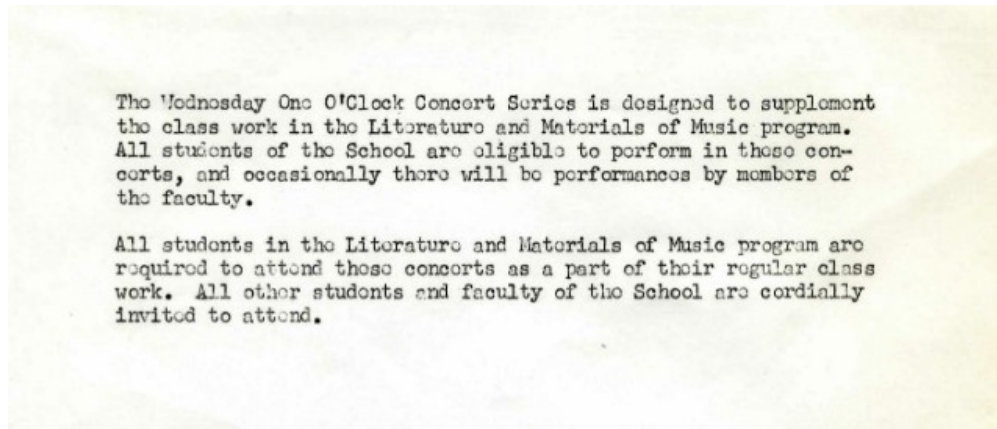 The Wednesday One O'Clock Concert Series is designed to supplement
the class work in the Literature and Materials of Music program.
All students of the School are eligible to perform in these con-
certs, and occasionally there will be performances by members of
the faculty.
All students in the Literature and Materials of Music program are
required to attend these concerts as a part of their regular class
work. All other students and faculty of the School are cordially
invited to attend.